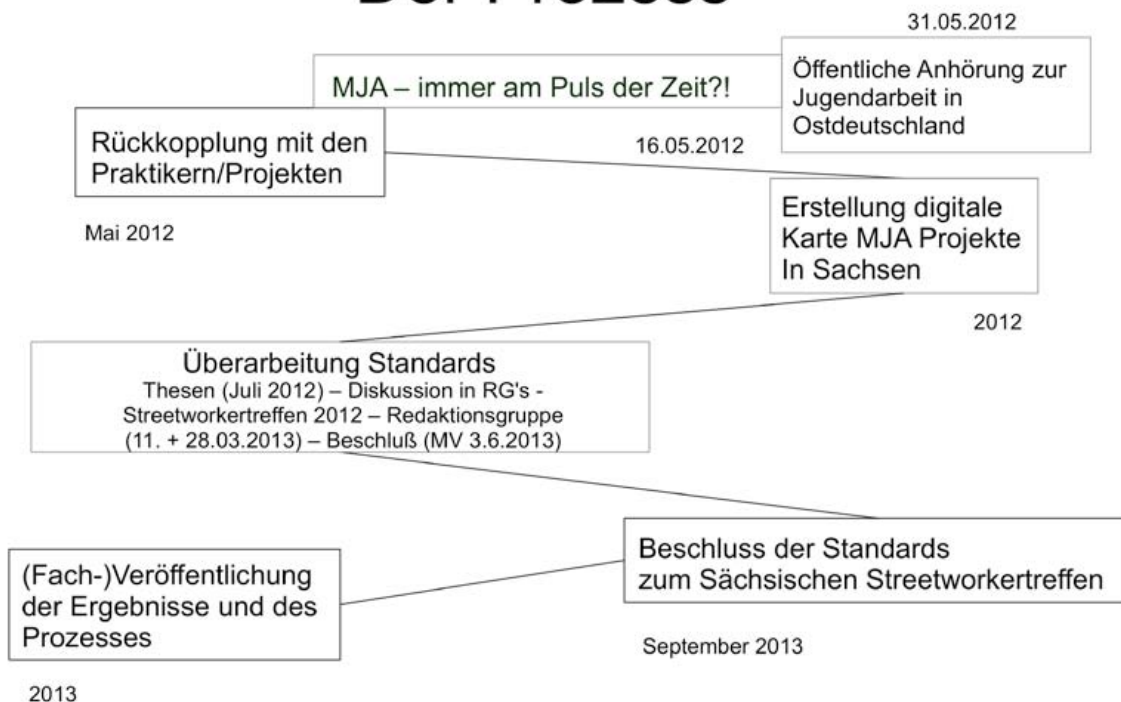 Der Prozess
31.05.2012
MJA – immer am Puls der Zeit?!
Öffentliche Anhörung zur
Jugendarbeit in
Ostdeutschland
Rückkopplung mit den
Praktikern/Projekten
16.05.2012
Mai 2012
Erstellung digitale
Karte MJA Projekte
In Sachsen
2012
Überarbeitung Standards
Thesen (Juli 2012) – Diskussion in RG's -
Streetworkertreffen 2012 – Redaktionsgruppe
(11. + 28.03.2013) – Beschluß (MV 3.6.2013)
Beschluss der Standards
zum Sächsischen Streetworkertreffen
(Fach-)Veröffentlichung
der Ergebnisse und des
Prozesses
September 2013
2013